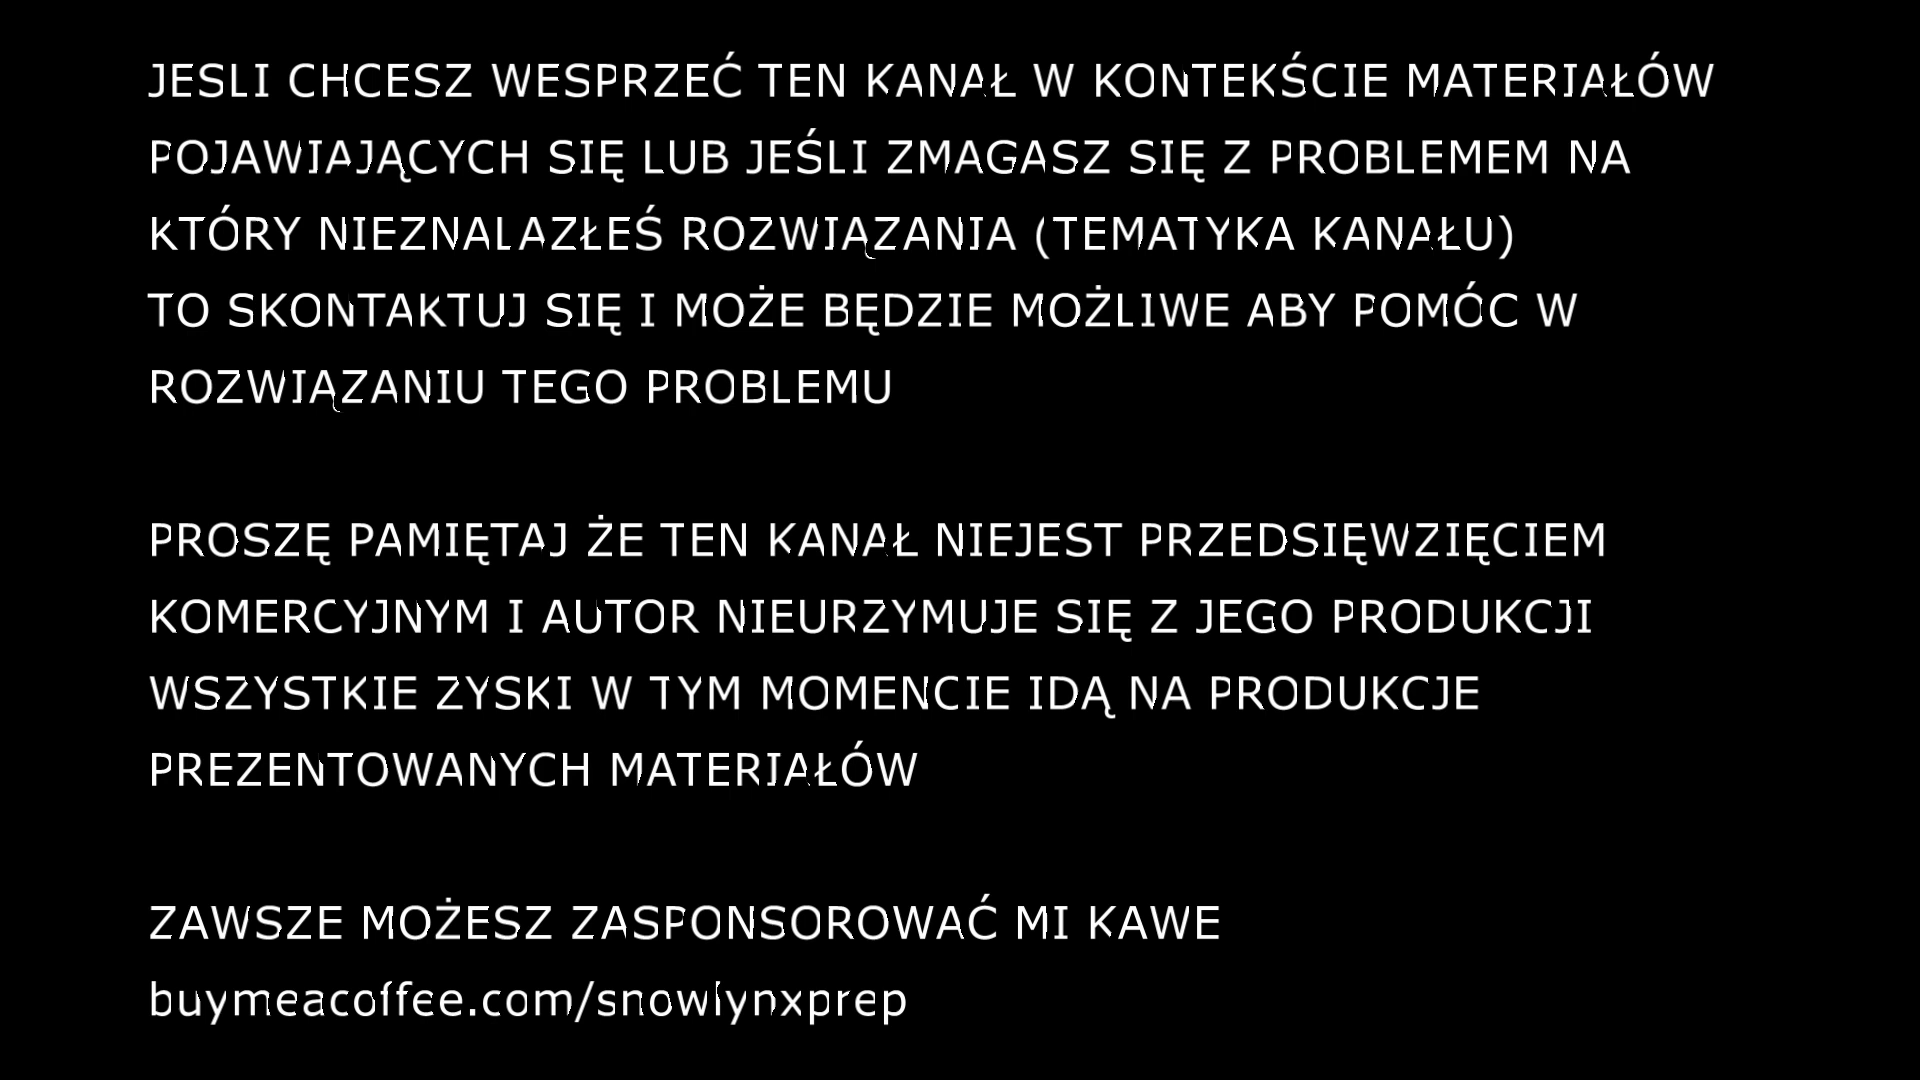 JESLI CHCESZ WESPRZEĆ TEN KANAŁ W KONTEKŚCIE MATERIAŁÓW
POJAWIAJĄCYCH SIĘ LUB JEŚLI ZMAGASZ SIĘ Z PROBLEMEM NA
KTÓRY NIEZNALAZŁEŚ ROZWIĄZANIA (TEMATYKA KANAŁU)
TO SKONTAKTUJ SIĘ I MOŻE BĘDZIE MOŻLIWE ABY POMÓC W
ROZWIĄZANIU TEGO PROBLEMU
PROSZĘ PAMIĘTAJ ŻE TEN KANAŁ NIEJEST PRZEDSIĘWZIĘCIEM
KOMERCYJNYM I AUTOR NIEURZYMUJE SIĘ Z JEGO PRODUKCJI
WSZYSTKIE ZYSKI W TYM MOMENCIE IDĄ NA PRODUKCJE
PREZENTOWANYCH MATERIAŁÓW
ZAWSZE MOŻESZ ZASPONSOROWAĆ MI KAWE
buymeacoffee.com/snowlynxprep